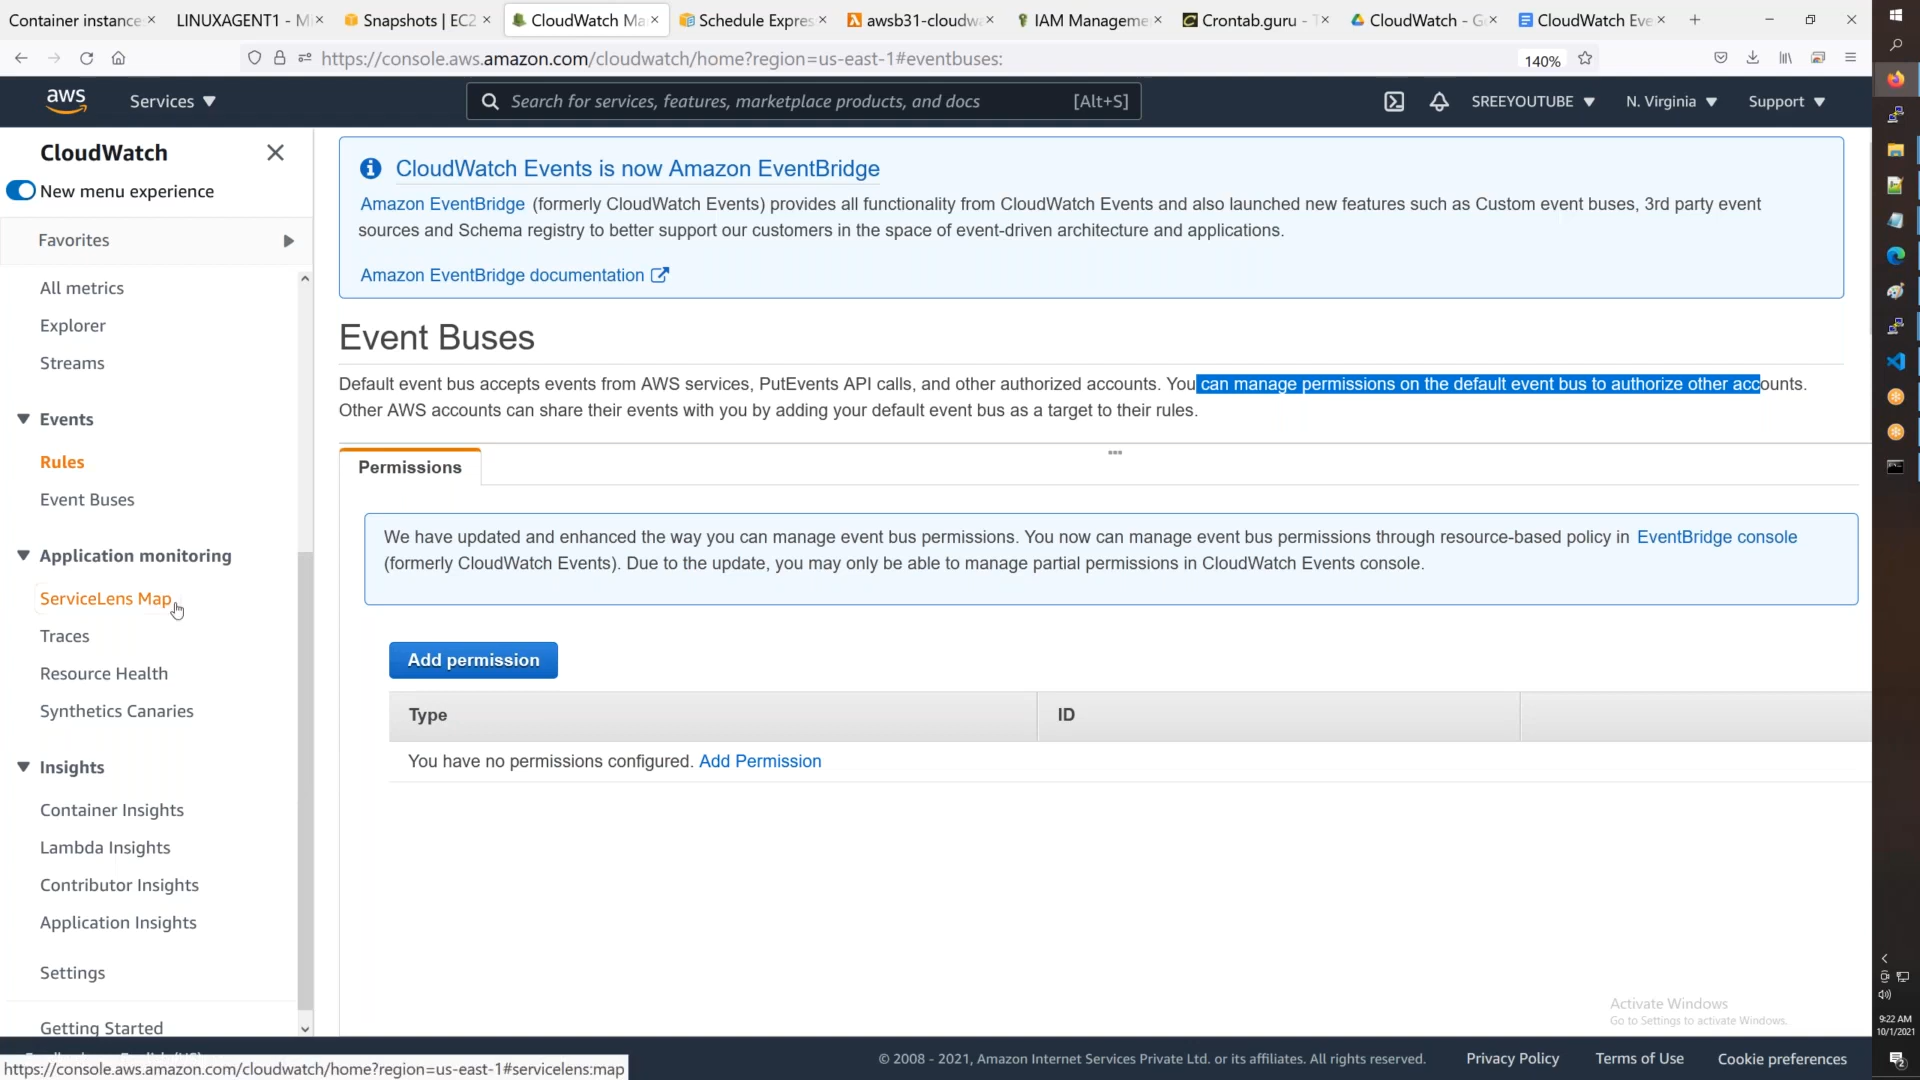 Container instance
LINUXAGENT1 - Mi
Snapshots | EC2
CloudWatch Ma
Schedule Expres
awsb31-cloudwa
IAM Manageme
Crontab.guru -
CloudWatch - Go
CloudWatch Eve
https://console.aws.amazon.com/cloudwatch/home?region=us-east-1#eventbuses:
140%
aws
Services
Search for services, features, marketplace products, and docs
[Alt+S]
SREEYOUTUBE
N. Virginia
Support
CloudWatch
New menu experience
Favorites
All metrics
Explorer
Streams
Events
Rules
Event Buses
Application monitoring
ServiceLens Map
Traces
Resource Health
Synthetics Canaries
Insights
Container Insights
Lambda Insights
Contributor Insights
Application Insights
Settings
Getting Started
CloudWatch Events is now Amazon EventBridge
Amazon EventBridge (formerly CloudWatch Events) provides all functionality from CloudWatch Events and also launched new features such as Custom event buses, 3rd party event
sources and Schema registry to better support our customers in the space of event-driven architecture and applications.
Amazon EventBridge documentation
Event Buses
Default event bus accepts events from AWS services, PutEvents API calls, and other authorized accounts. You can manage permissions on the default event bus to authorize other accounts.
Other AWS accounts can share their events with you by adding your default event bus as a target to their rules.
Permissions
We have updated and enhanced the way you can manage event bus permissions. You now can manage event bus permissions through resource-based policy in EventBridge console
(formerly CloudWatch Events). Due to the update, you may only be able to manage partial permissions in CloudWatch Events console.
Add permission
Type
ID
You have no permissions configured. Add Permission
Activate Windows
Go to Settings to activate Windows.
9:22 AM
10/1/2021
2
© 2008 - 2021, Amazon Internet Services Private Ltd. or its affiliates. All rights reserved.
Privacy Policy
Terms of Use
Cookie preferences
https://console.aws.amazon.com/cloudwatch/home?region=us-east-1#servicelens:map